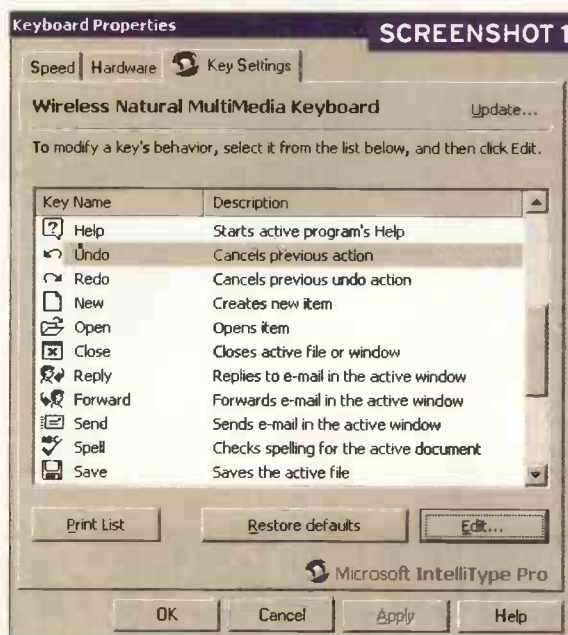 Keyboard Properties
SCREENSHOT 1
Speed Hardware Key Settings
Wireless Natural MultiMedia Keyboard Update...
To modify a key's behavior, select it from the list below, and then click Edit.
Key Name Description
Help Starts active program's Help
Undo Cancels previous action
Redo Cancels previous undo action
New Creates new item
Open Opens item
Close Closes active file or window
Reply Replies to e-mail in the active window
Forward Forwards e-mail in the active window
Send Sends e-mail in the active window
Spell Checks spelling for the active document
Save Saves the active file
Print List Restore defaults Edit...
Microsoft IntelliType Pro
OK Cancel Apply Help